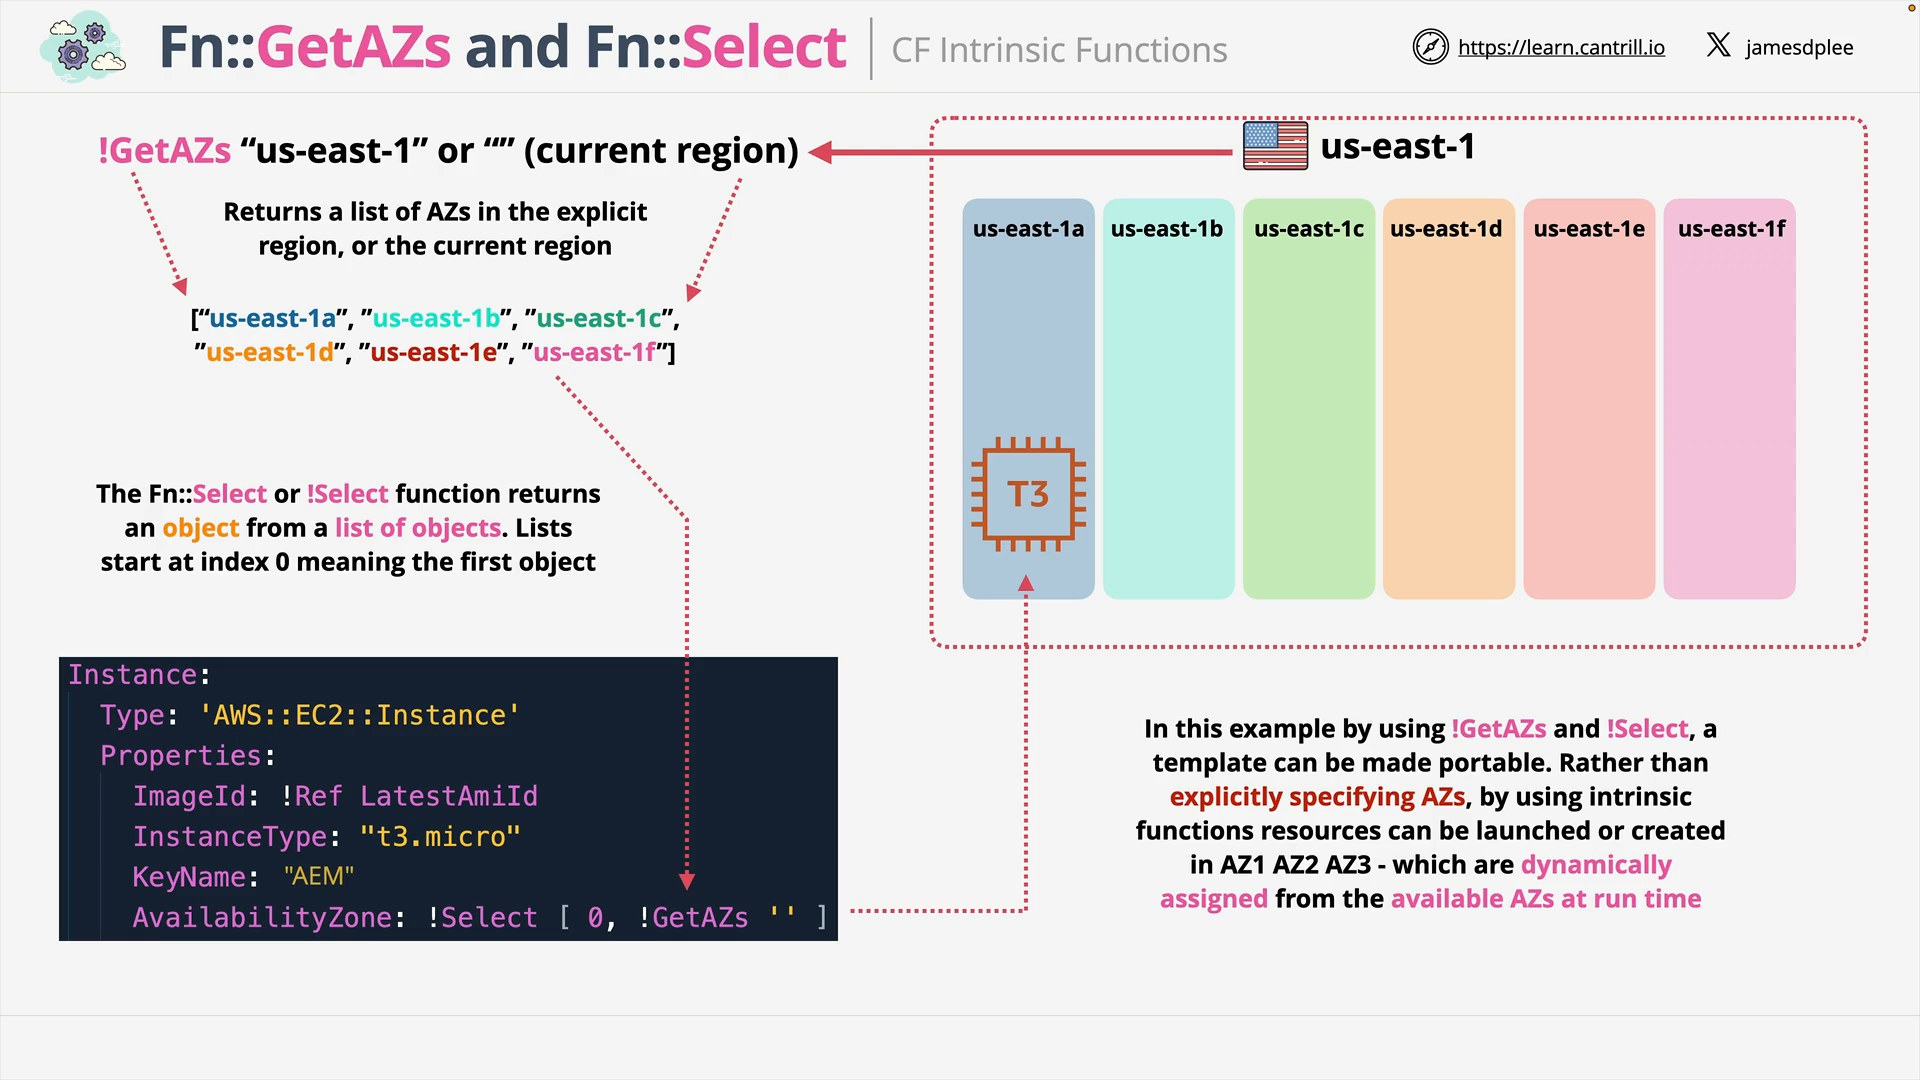 Fn::GetAZs and Fn::Select
CF Intrinsic Functions
https://learn.cantrill.io
jamesdplee
!GetAZs “us-east-1” or “” (current region)
Returns a list of AZs in the explicit
region, or the current region
[“us-east-1a”, ”us-east-1b”, ”us-east-1c”,
”us-east-1d”, ”us-east-1e”, ”us-east-1f”]
The Fn::Select or !Select function returns
an object from a list of objects. Lists
start at index 0 meaning the first object
Instance:
Type: 'AWS::EC2::Instance'
Properties:
ImageId: !Ref LatestAmiId
InstanceType: "t3.micro"
KeyName: "AEM"
AvailabilityZone: !Select [ 0, !GetAZs '' ]
us-east-1
us-east-1a
us-east-1b
us-east-1c
us-east-1d
us-east-1e
us-east-1f
T3
In this example by using !GetAZs and !Select, a
template can be made portable. Rather than
explicitly specifying AZs, by using intrinsic
functions resources can be launched or created
in AZ1 AZ2 AZ3 - which are dynamically
assigned from the available AZs at run time